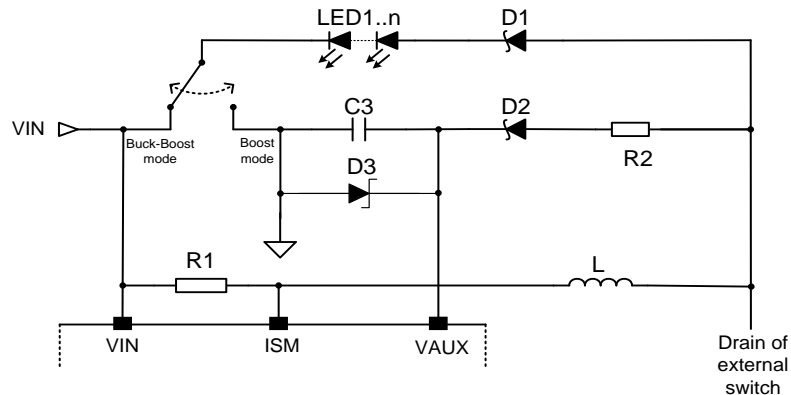 LED1..n
D1
C3
D2
VIN
Buck-Boost
mode
Boost
mode
D3
R2
R1
L
VIN
ISM
VAUX
Drain of
external
switch